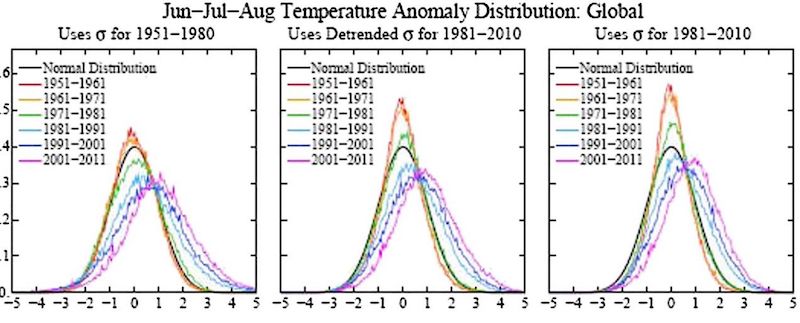 Jun-Jul-Aug Temperature Anomaly Distribution: Global
Uses σ for 1951-1980
Uses Detrended σ for 1981-2010
Uses σ for 1981-2010
Normal Distribution
1951-1961
1961-1971
1971-1981
1981-1991
1991-2001
2001-2011
Normal Distribution
1951-1961
1961-1971
1971-1981
1981-1991
1991-2001
2001-2011
Normal Distribution
1951-1961
1961-1971
1971-1981
1981-1991
1991-2001
2001-2011
.6
.5
.4
.3
.2
.1
0.
-5 -4 -3 -2 -1 0 1 2 3 4 5
-5 -4 -3 -2 -1 0 1 2 3 4 5
-5 -4 -3 -2 -1 0 1 2 3 4 5